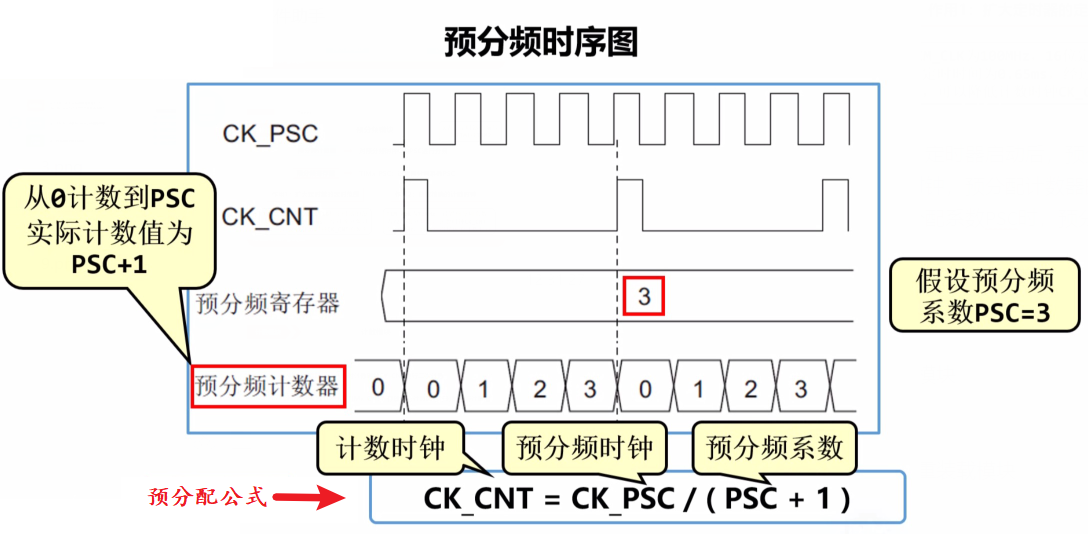 预分频时序图
CK_PSC
从0计数到PSC
实际计数值为
PSC+1
CK_CNT
预分频寄存器
3
假设预分频
系数PSC=3
预分频计数器
0 0 1 2 3 0 1 2 3
计数时钟
预分频时钟
预分频系数
预分配公式
CK_CNT = CK_PSC / ( PSC + 1 )